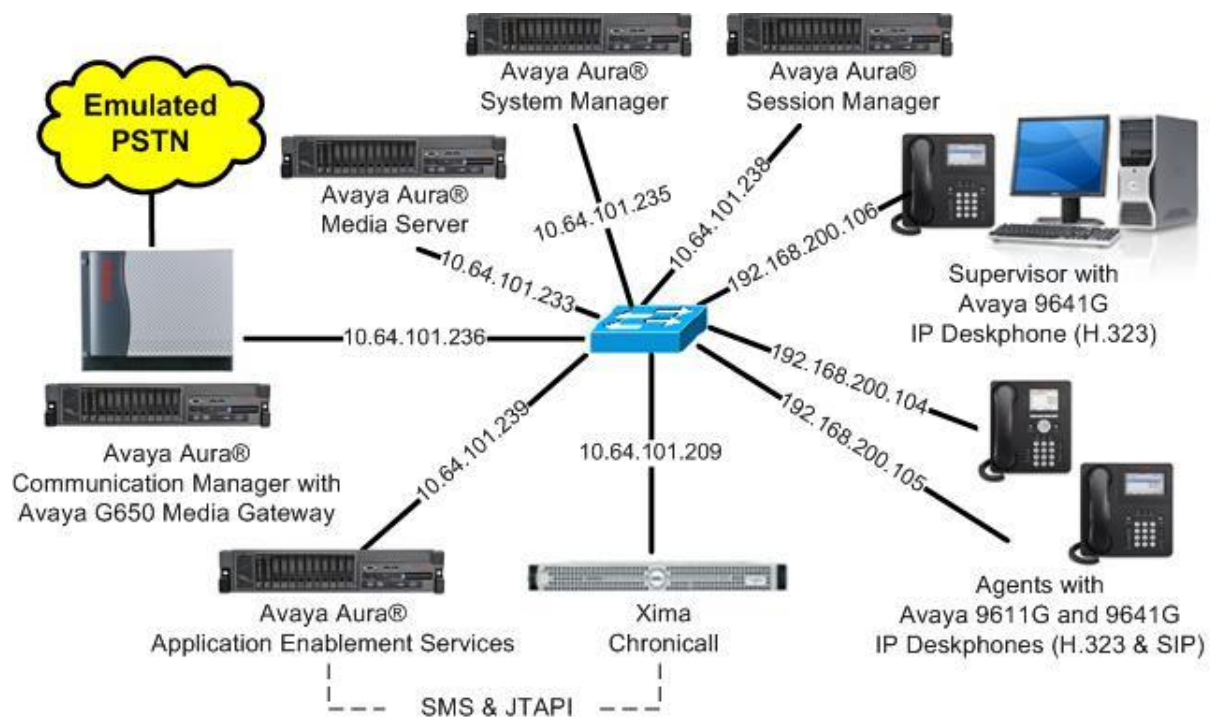 Avaya Aura®
System Manager
Avaya Aura®
Session Manager
Emulated
PSTN
Avaya Aura®
Media Server
10.64.101.235
10.64.101.238
192.168.200.106
10.64.101.233
Supervisor with
Avaya 9641G
IP Deskphone (H.323)
10.64.101.236
192.168.200.104
192.168.200.105
10.64.101.239
10.64.101.209
Avaya Aura®
Communication Manager with
Avaya G650 Media Gateway
Agents with
Avaya 9611G and 9641G
IP Deskphones (H.323 & SIP)
Avaya Aura®
Application Enablement Services
Xima
Chronicall
SMS & JTAPI